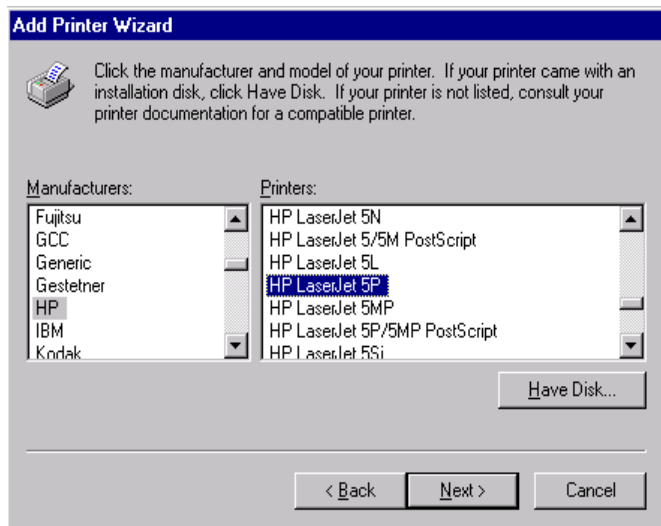 Add Printer Wizard
Click the manufacturer and model of your printer.  If your printer came with an
installation disk, click Have Disk.  If your printer is not listed, consult your
printer documentation for a compatible printer.
Manufacturers:
Fujitsu
GCC
Generic
Gestetner
HP
IBM
Kodak
Printers:
HP LaserJet 5N
HP LaserJet 5/5M PostScript
HP LaserJet 5L
HP LaserJet 5P
HP LaserJet 5MP
HP LaserJet 5P/5MP PostScript
HP LaserJet 5Si
Have Disk...
< Back
Next >
Cancel